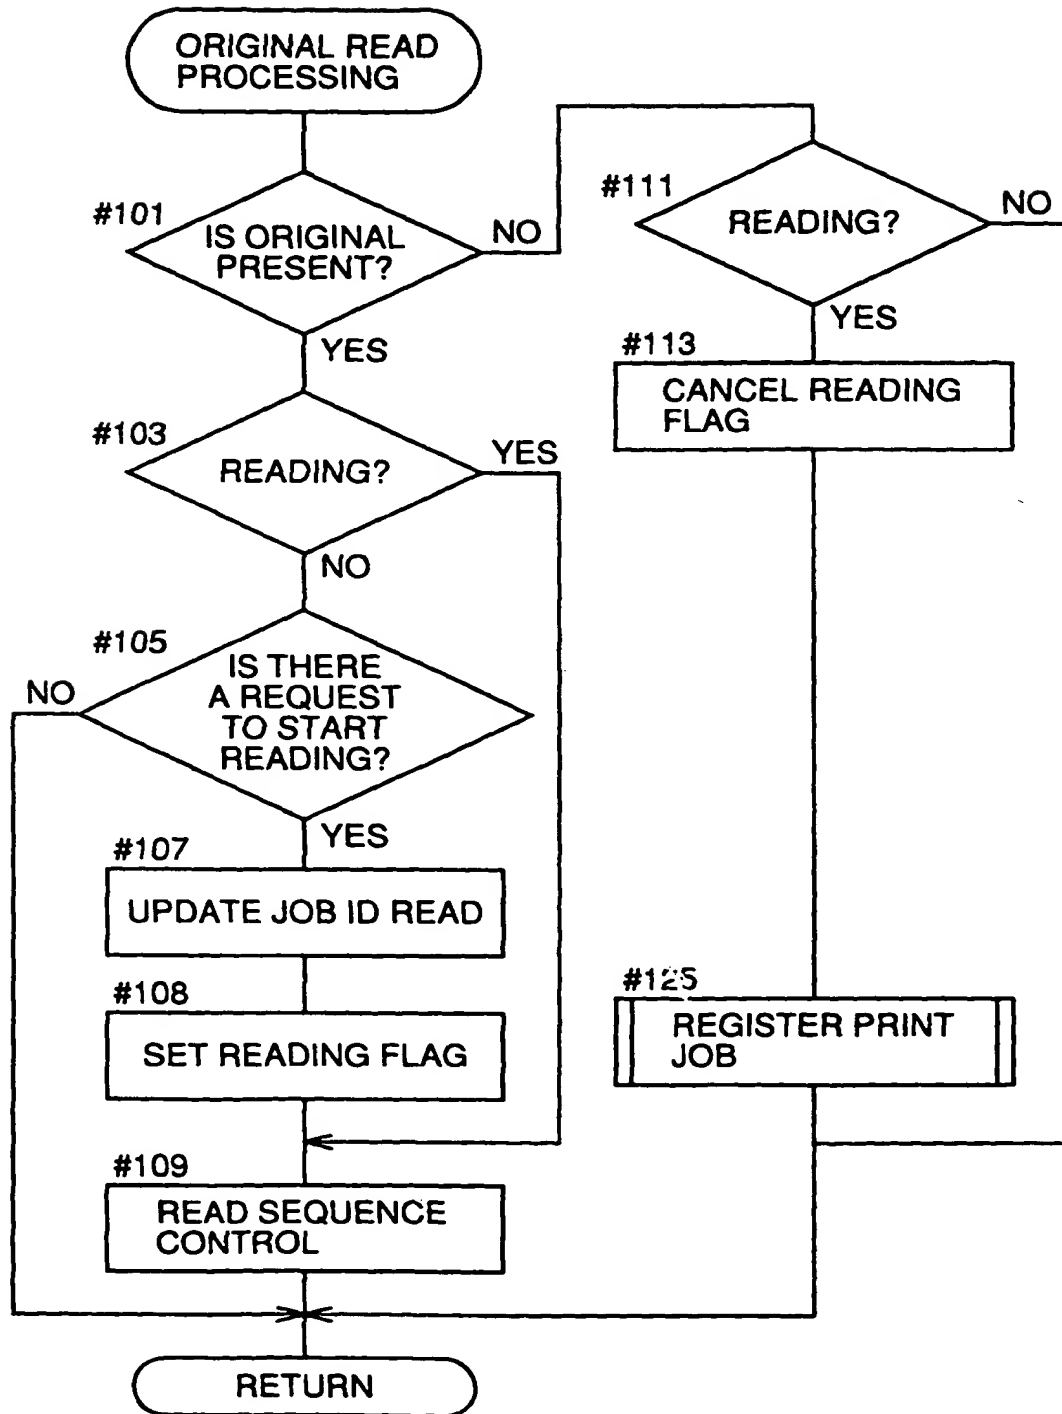 ORIGINAL READ
PROCESSING
#101
IS ORIGINAL
PRESENT?
NO
YES
#103
READING?
YES
NO
#105
IS THERE
A REQUEST
TO START
READING?
NO
YES
#107
UPDATE JOB ID READ
#108
SET READING FLAG
#109
READ SEQUENCE
CONTROL
RETURN
#111
READING?
NO
YES
#113
CANCEL READING
FLAG
#125
REGISTER PRINT
JOB